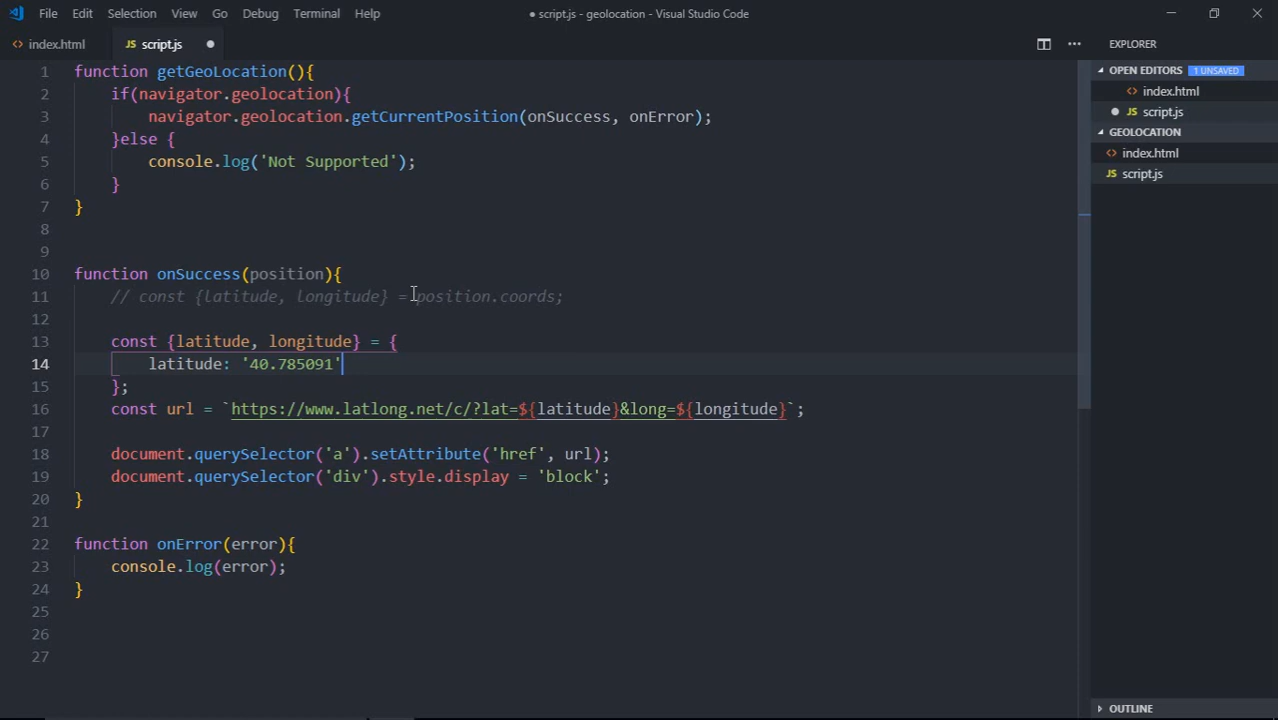 File Edit Selection View Go Debug Terminal Help ● script.js - geolocation - Visual Studio Code
<> index.html JS script.js ● ··· EXPLORER
OPEN EDITORS 1 UNSAVED
<> index.html
● JS script.js
GEOLOCATION
<> index.html
JS script.js
1 function getGeoLocation(){
2 if(navigator.geolocation){
3 navigator.geolocation.getCurrentPosition(onSuccess, onError);
4 }else {
5 console.log('Not Supported');
6 }
7 }
8
9
10 function onSuccess(position){
11 // const {latitude, longitude} = position.coords;
12
13 const {latitude, longitude} = {
14 latitude: '40.785091'
15 };
16 const url = `https://www.latlong.net/c/?lat=${latitude}&long=${longitude}`;
17
18 document.querySelector('a').setAttribute('href', url);
19 document.querySelector('div').style.display = 'block';
20 }
21
22 function onError(error){
23 console.log(error);
24 }
25
26
27
OUTLINE